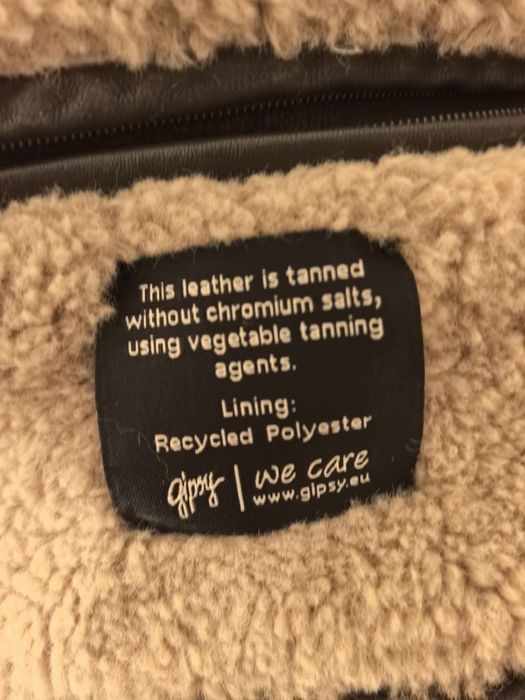 This leather is tanned
without chromium salts,
using vegetable tanning
agents.
Lining:
Recycled Polyester
gipsy | we care
www.gipsy.eu